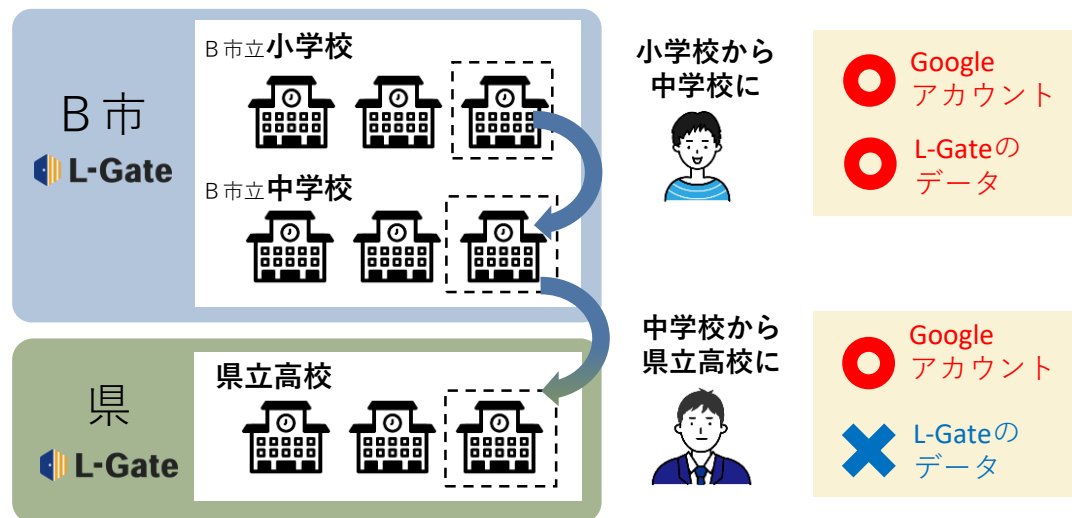 B市
L-Gate
B市立小学校
B市立中学校
小学校から
中学校に
Google
アカウント
L-Gateの
データ
県
L-Gate
県立高校
中学校から
県立高校に
Google
アカウント
L-Gateの
データ